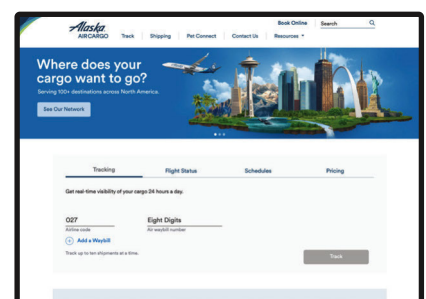 Book Online Search
Alaska
AIR CARGO Track Shipping Pet Connect Contact Us Resources
Where does your
cargo want to go?
Serving 100+ destinations across North America.
See Our Network
Tracking Flight Status Schedules Pricing
Get real-time visibility of your cargo 24 hours a day.
027 Eight Digits
Airline code Air waybill number
Add a Waybill
Track up to ten shipments at a time.
Track